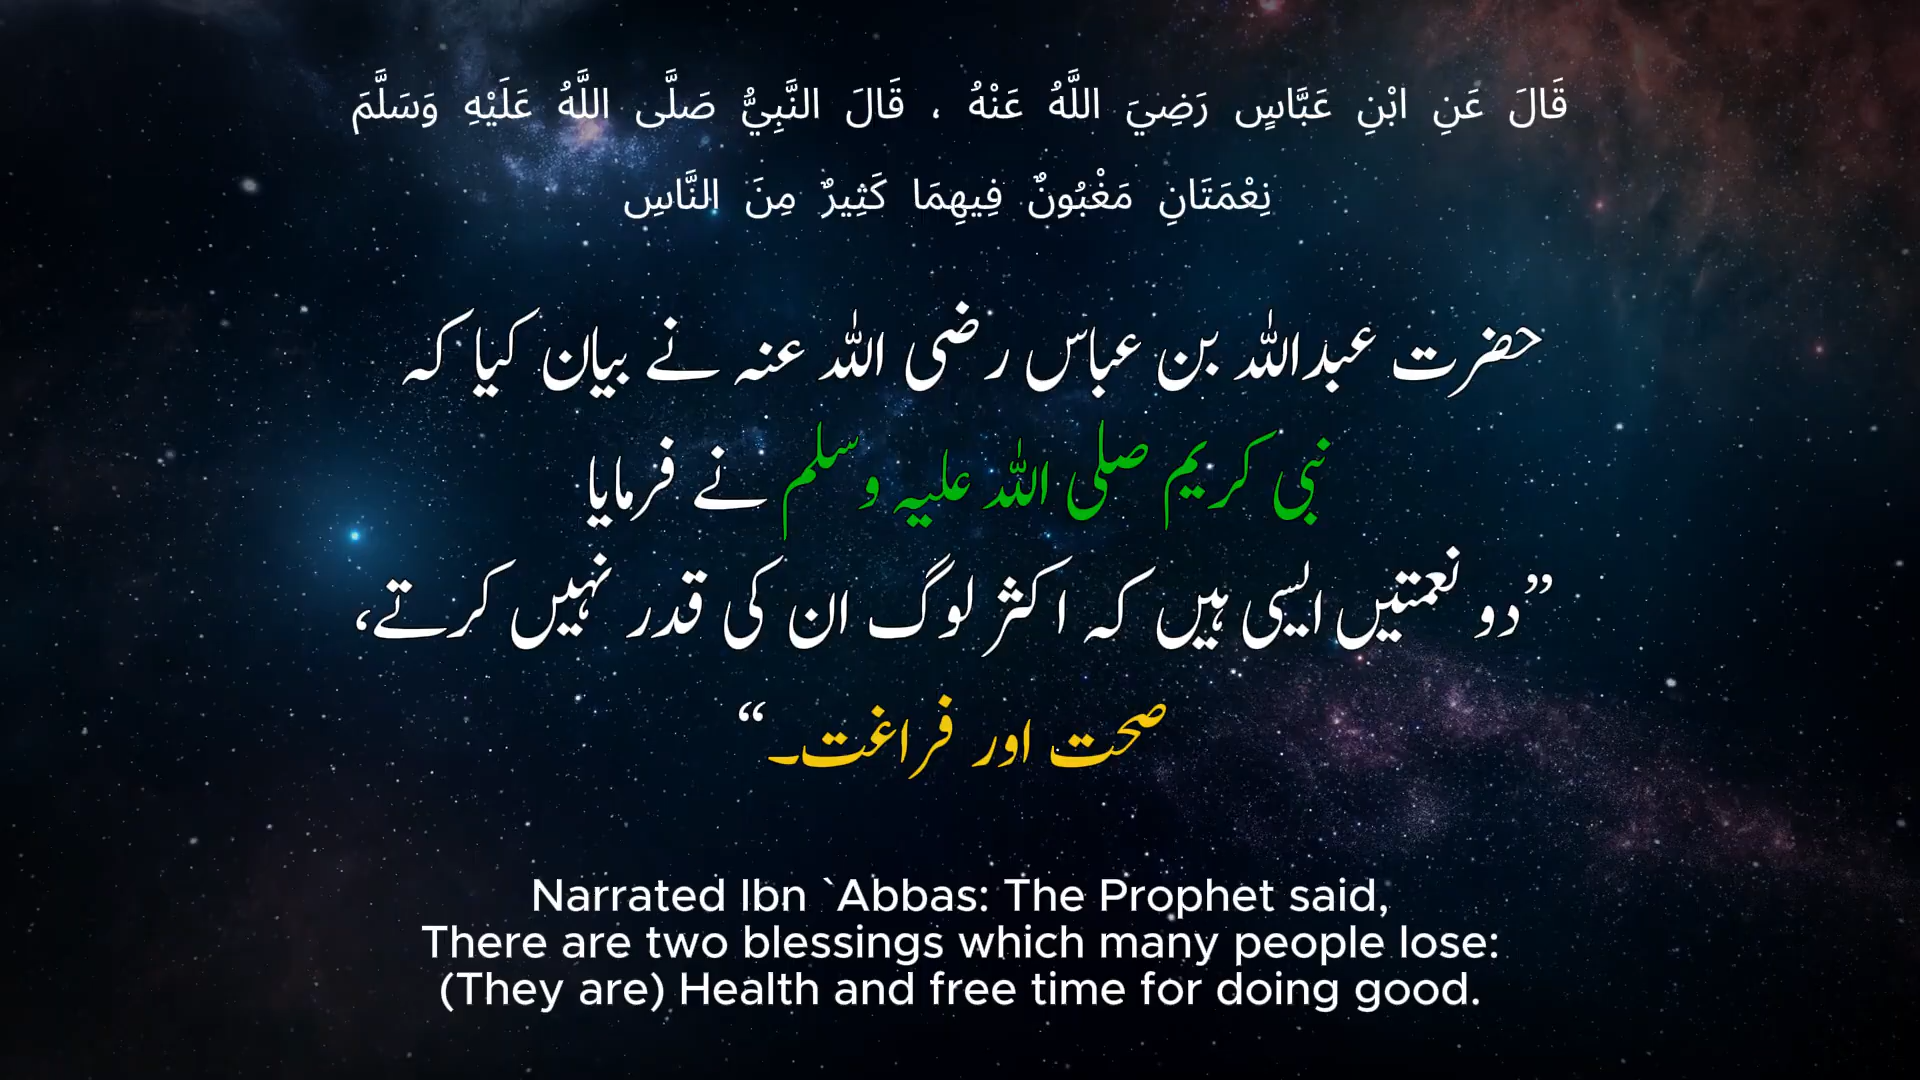 قَالَ عَنِ ابْنِ عَبَّاسٍ رَضِيَ اللَّهُ عَنْهُ ، قَالَ النَّبِيُّ صَلَّى اللَّهُ عَلَيْهِ وَسَلَّمَ
نِعْمَتَانِ مَغْبُونٌ فِيهِمَا كَثِيرٌ مِنَ النَّاسِ
حضرت عبداللہ بن عباس رضی اللہ عنہ نے بیان کیا کہ
نبی کریم صلی اللہ علیہ وسلم نے فرمایا
”دو نعمتیں ایسی ہیں کہ اکثر لوگ ان کی قدر نہیں کرتے،
صحت اور فراغت۔“
Narrated Ibn `Abbas: The Prophet said,
There are two blessings which many people lose:
(They are) Health and free time for doing good.